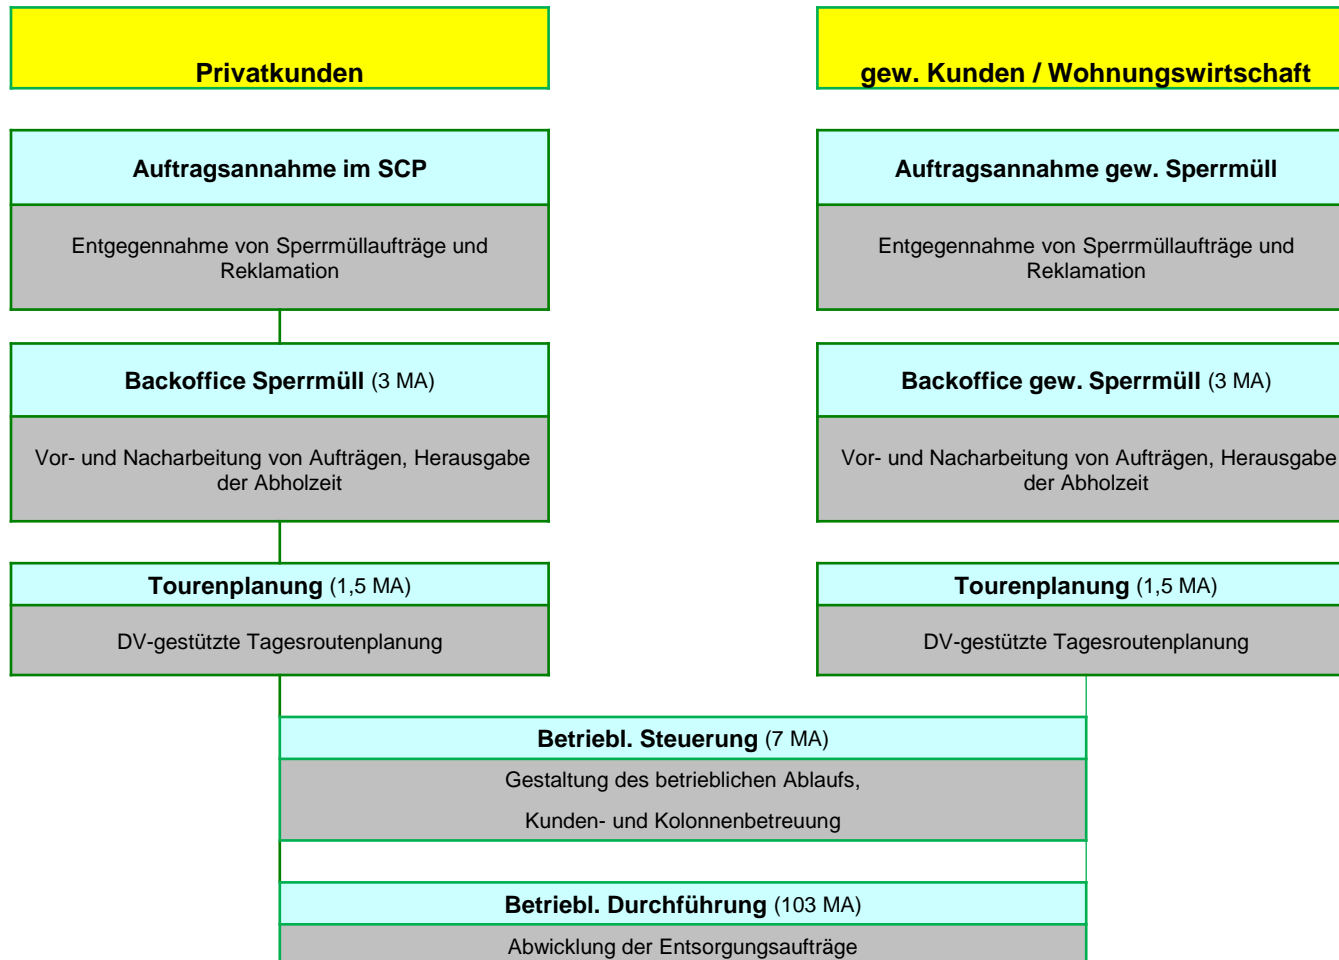 Privatkunden
gew. Kunden / Wohnungswirtschaft
Auftragsannahme im SCP
Entgegennahme von Sperrmüllaufträge und
Reklamation
Auftragsannahme gew. Sperrmüll
Entgegennahme von Sperrmüllaufträge und
Reklamation
Backoffice Sperrmüll (3 MA)
Vor- und Nacharbeitung von Aufträgen, Herausgabe
der Abholzeit
Backoffice gew. Sperrmüll (3 MA)
Vor- und Nacharbeitung von Aufträgen, Herausgabe
der Abholzeit
Tourenplanung (1,5 MA)
DV-gestützte Tagesroutenplanung
Tourenplanung (1,5 MA)
DV-gestützte Tagesroutenplanung
Betriebl. Steuerung (7 MA)
Gestaltung des betrieblichen Ablaufs,
Kunden- und Kolonnenbetreuung
Betriebl. Durchführung (103 MA)
Abwicklung der Entsorgungsaufträge